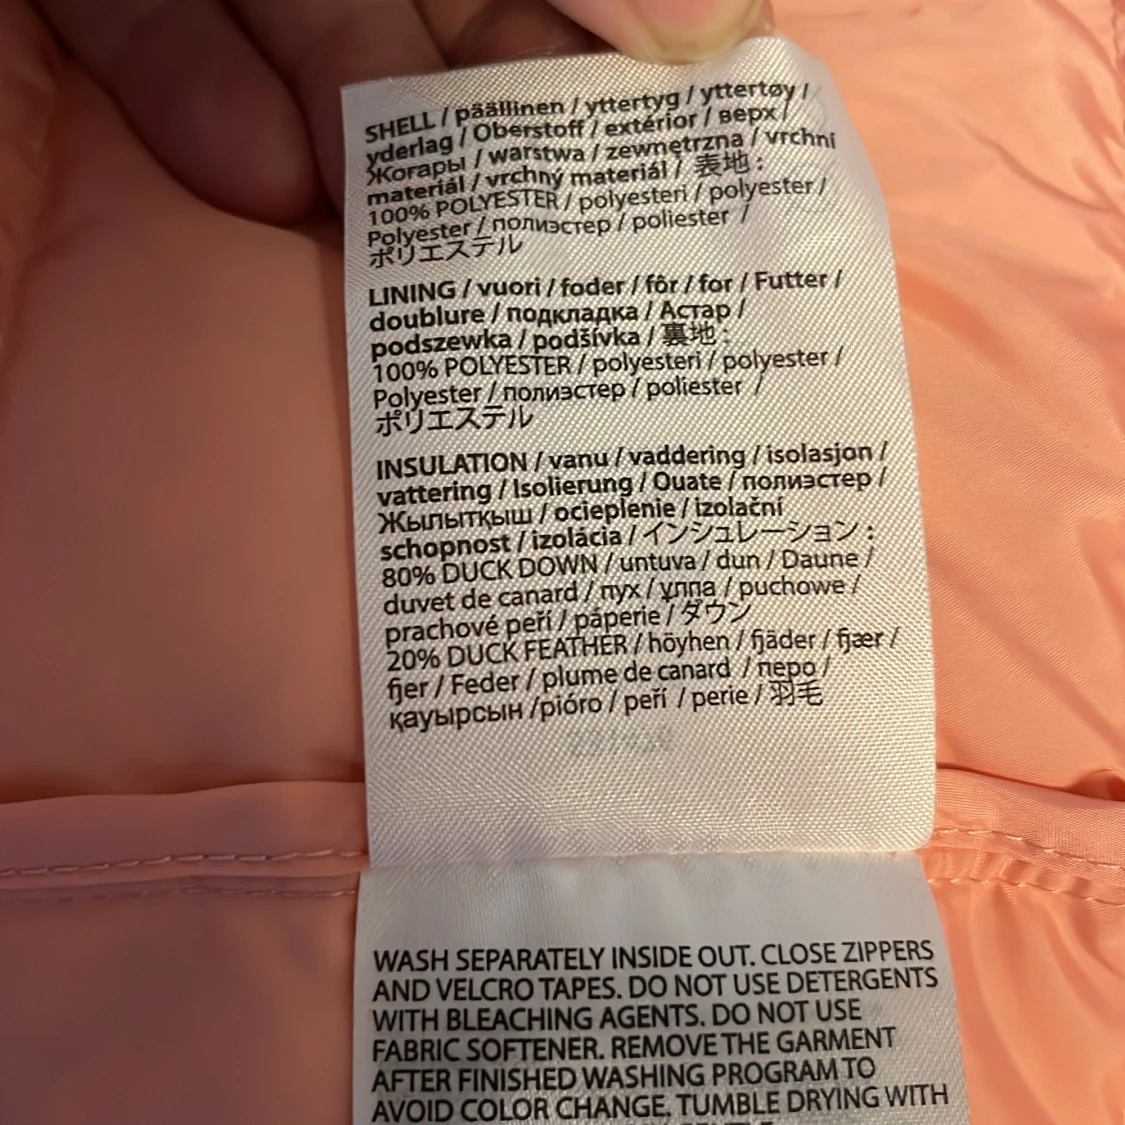 SHELL / päällinen / yttertyg / yttertøy /
yderlag / Oberstoff / extérior / верх /
Жоғары / warstwa / zewnętrzna / vrchní
materiál / vrchný materiál / 表地 :
100% POLYESTER / polyesteri / polyester /
Polyester / полиэстер / poliester /
ポリエステル
LINING / vuori / foder / fôr / for / Futter /
doublure / подкладка / Астар /
podszewka / podšívka / 裏地 :
100% POLYESTER / polyesteri / polyester /
Polyester / полиэстер / poliester /
ポリエステル
INSULATION / vanu / vaddering / isolasjon /
vattering / Isolierung / Ouate / полиэстер /
Жылытқыш / ocieplenie / izolační
schopnost / izolácia / インシュレーション :
80% DUCK DOWN / untuva / dun / Daune /
duvet de canard / пух / ұлпа / puchowe /
prachové peří / páperie / ダウン
20% DUCK FEATHER / höyhen / fjäder / fjær /
fjer / Feder / plume de canard / перо /
қауырсын /pióro / peří / perie / 羽毛
WASH SEPARATELY INSIDE OUT. CLOSE ZIPPERS
AND VELCRO TAPES. DO NOT USE DETERGENTS
WITH BLEACHING AGENTS. DO NOT USE
FABRIC SOFTENER. REMOVE THE GARMENT
AFTER FINISHED WASHING PROGRAM TO
AVOID COLOR CHANGE. TUMBLE DRYING WITH